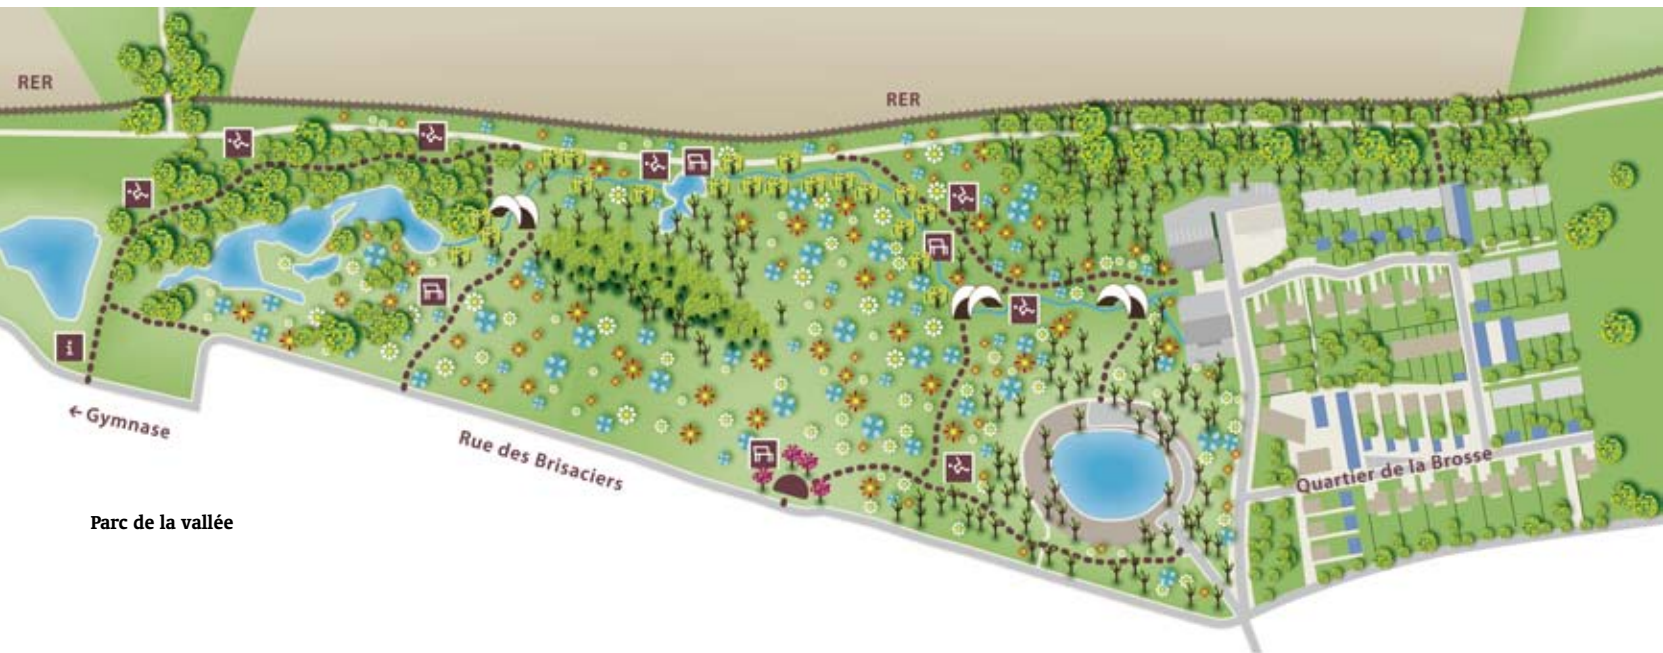 RER
RER
i
← Gymnase
Rue des Brisaciers
Quartier de la Brosse
Parc de la vallée